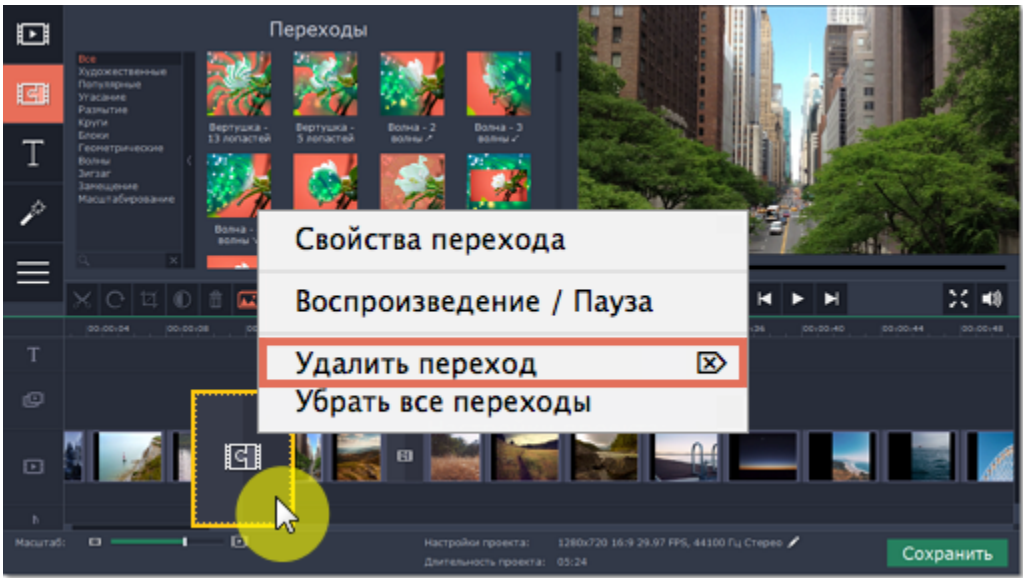 Переходы
Все
Художественные
Популярные
Угасание
Размытие
Круги
Блоки
Геометрические
Волны
Зигзаг
Замещение
Масштабирование
Вертушка -
13 лопастей
Вертушка -
5 лопастей
Волна - 2
волны ↗
Волна - 3
волны ↙
Волна -
волны
Свойства перехода
Воспроизведение / Пауза
Удалить переход
Убрать все переходы
00:00:04
00:00:08
00:00:40
00:00:44
00:00:48
T
Масштаб:
Настройки проекта: 1280x720 16:9 29.97 FPS, 44100 Гц Стерео
Длительность проекта: 05:24
Сохранить